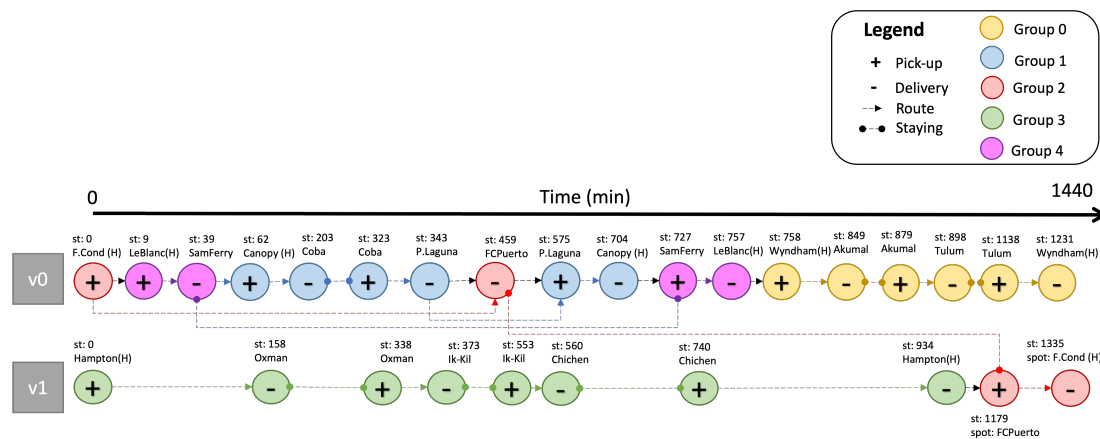 Legend
+ Pick-up
- Delivery
Route
Staying
Group 0
Group 1
Group 2
Group 3
Group 4
0
Time (min)
1440
v0
st: 0
F.Cond (H)
+
st: 9
LeBlanc(H)
+
st: 39
SamFerry
-
st: 62
Canopy (H)
+
st: 203
Coba
-
st: 323
Coba
+
st: 343
P.Laguna
-
st: 459
FCPuerto
-
st: 575
P.Laguna
+
st: 704
Canopy (H)
-
st: 727
SamFerry
+
st: 757
LeBlanc(H)
-
st: 758
Wyndham(H)
+
st: 849
Akumal
-
st: 879
Akumal
+
st: 898
Tulum
-
st: 1138
Tulum
+
st: 1231
Wyndham(H)
-
v1
st: 0
Hampton(H)
+
st: 158
Oxman
-
st: 338
Oxman
+
st: 373
Ik-Kil
-
st: 553
Ik-Kil
+
st: 560
Chichen
-
st: 740
Chichen
+
st: 934
Hampton(H)
-
+
st: 1179
spot: FCPuerto
st: 1335
spot: F.Cond (H)
-